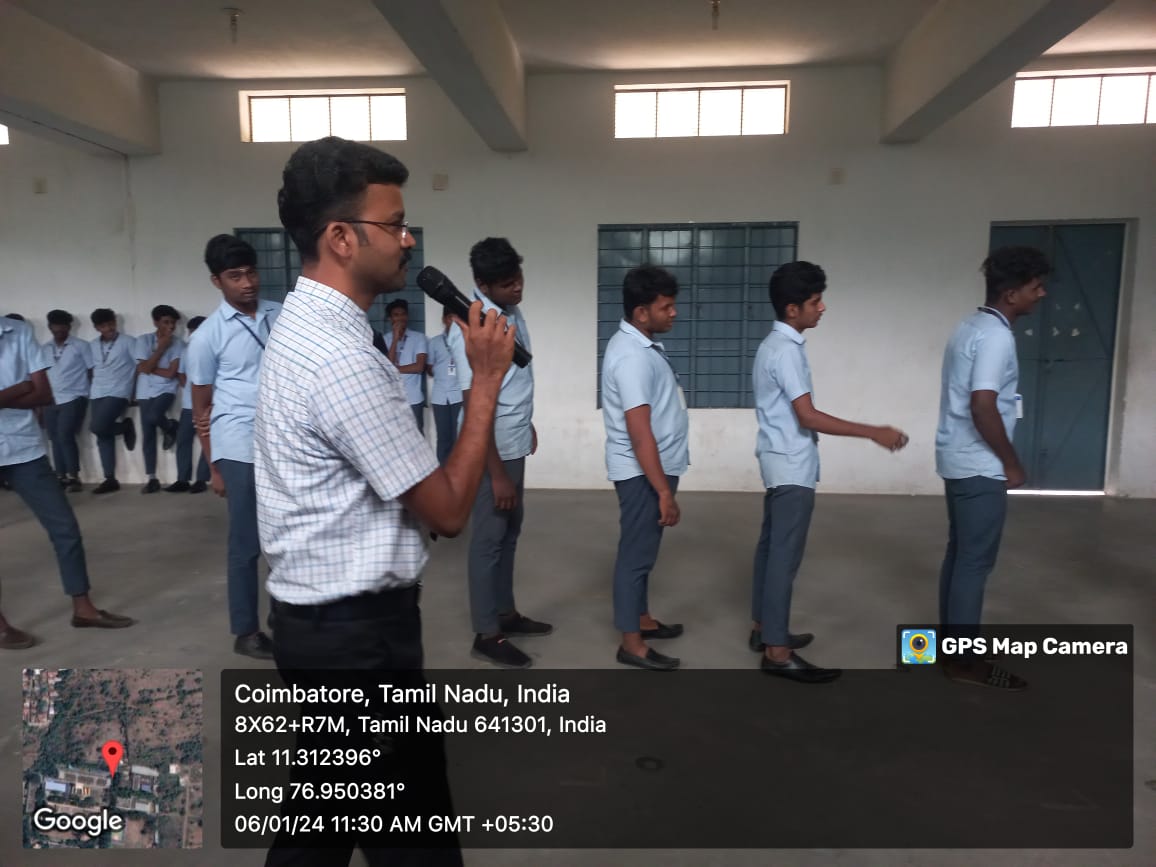 GPS Map Camera
Coimbatore, Tamil Nadu, India
8X62+R7M, Tamil Nadu 641301, India
Lat 11.312396°
Long 76.950381°
06/01/24 11:30 AM GMT +05:30
Google